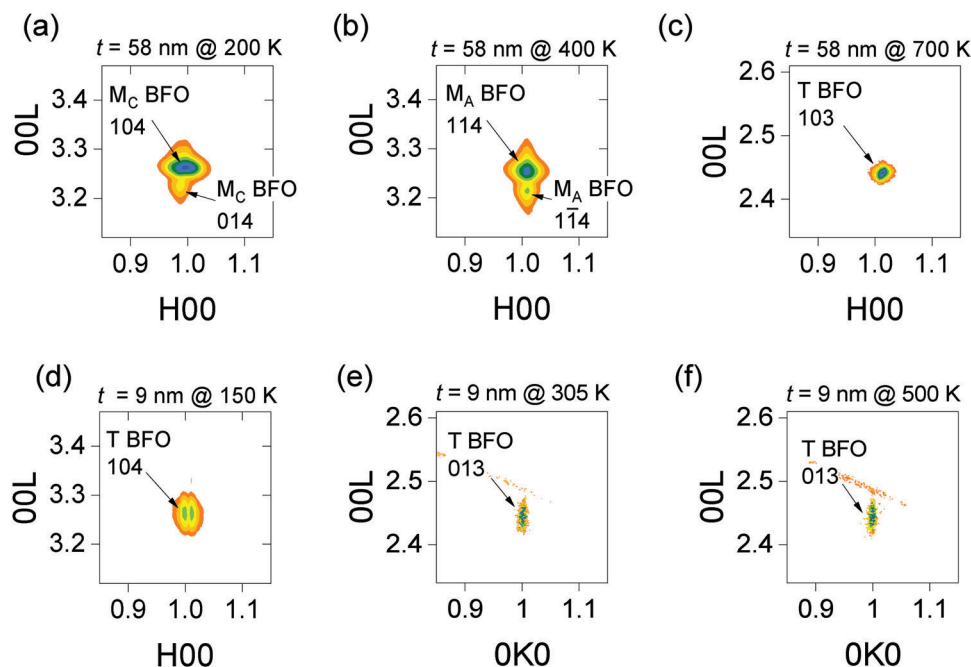 (a)
t = 58 nm @ 200 K
00L
3.4
3.3
3.2
M_C BFO
104
M_C BFO
014
0.9 1.0 1.1
H00
(b)
t = 58 nm @ 400 K
00L
3.4
3.3
3.2
M_A BFO
114
M_A BFO
11̅4
0.9 1.0 1.1
H00
(c)
t = 58 nm @ 700 K
00L
2.6
2.5
2.4
T BFO
103
0.9 1.0 1.1
H00
(d)
t = 9 nm @ 150 K
00L
3.4
3.3
3.2
T BFO
104
0.9 1.0 1.1
H00
(e)
t = 9 nm @ 305 K
00L
2.6
2.5
2.4
T BFO
013
0.9 1 1.1
0K0
(f)
t = 9 nm @ 500 K
00L
2.6
2.5
2.4
T BFO
013
0.9 1 1.1
0K0